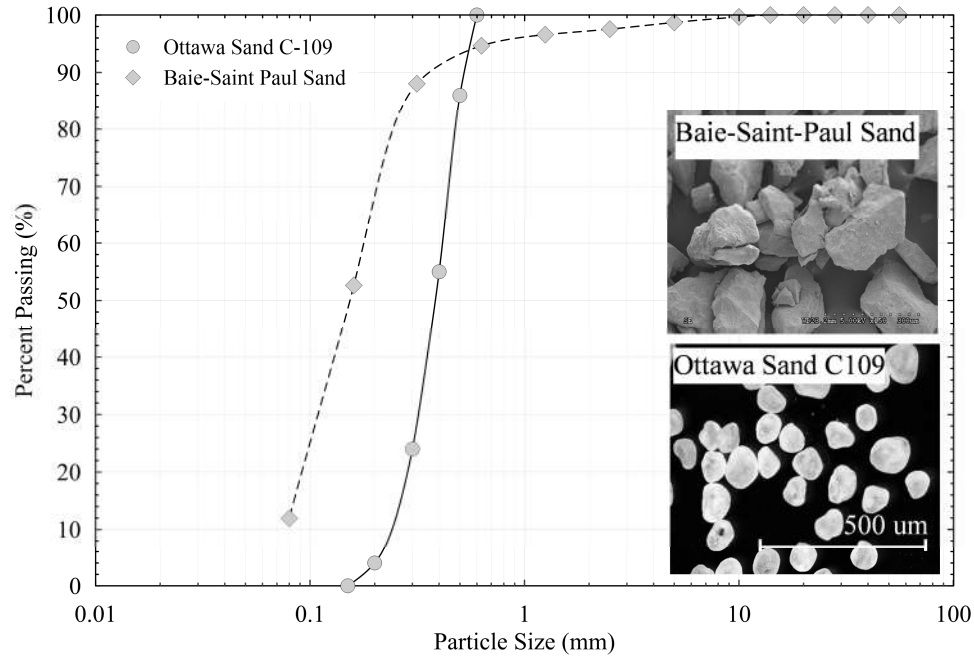 100
90
80
70
60
50
40
30
20
10
0
Percent Passing (%)
Ottawa Sand C-109
Baie-Saint Paul Sand
Baie-Saint-Paul Sand
SE
300um
Ottawa Sand C109
500 um
0.01
0.1
1
10
100
Particle Size (mm)